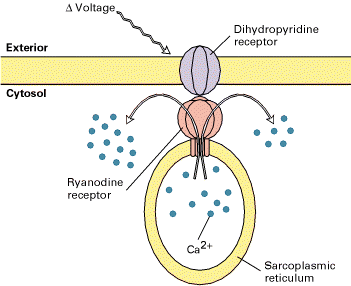 Δ Voltage
Dihydropyridine
receptor
Exterior
Cytosol
Ryanodine
receptor
Ca2+
Sarcoplasmic
reticulum